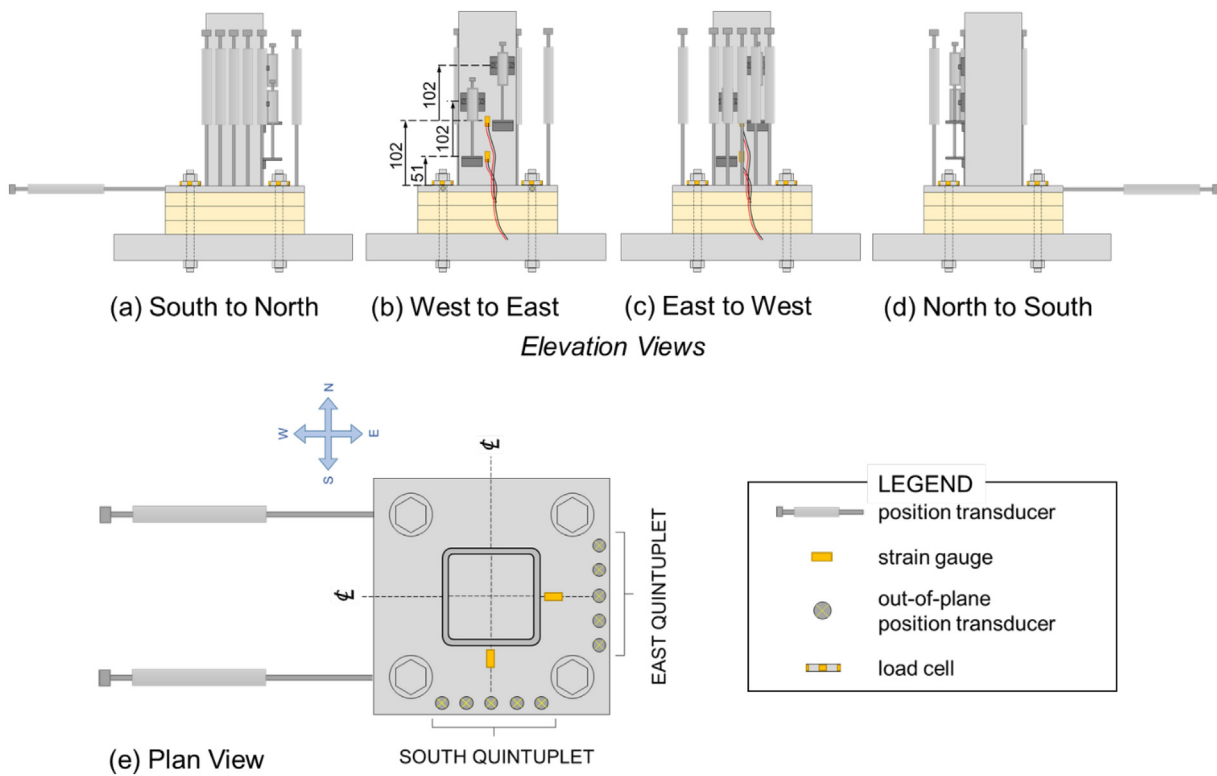 102
102
102
51
(a) South to North
(b) West to East
(c) East to West
(d) North to South
Elevation Views
N
W
E
S
℄
℄
EAST QUINTUPLET
SOUTH QUINTUPLET
(e) Plan View
LEGEND
position transducer
strain gauge
out-of-plane
position transducer
load cell